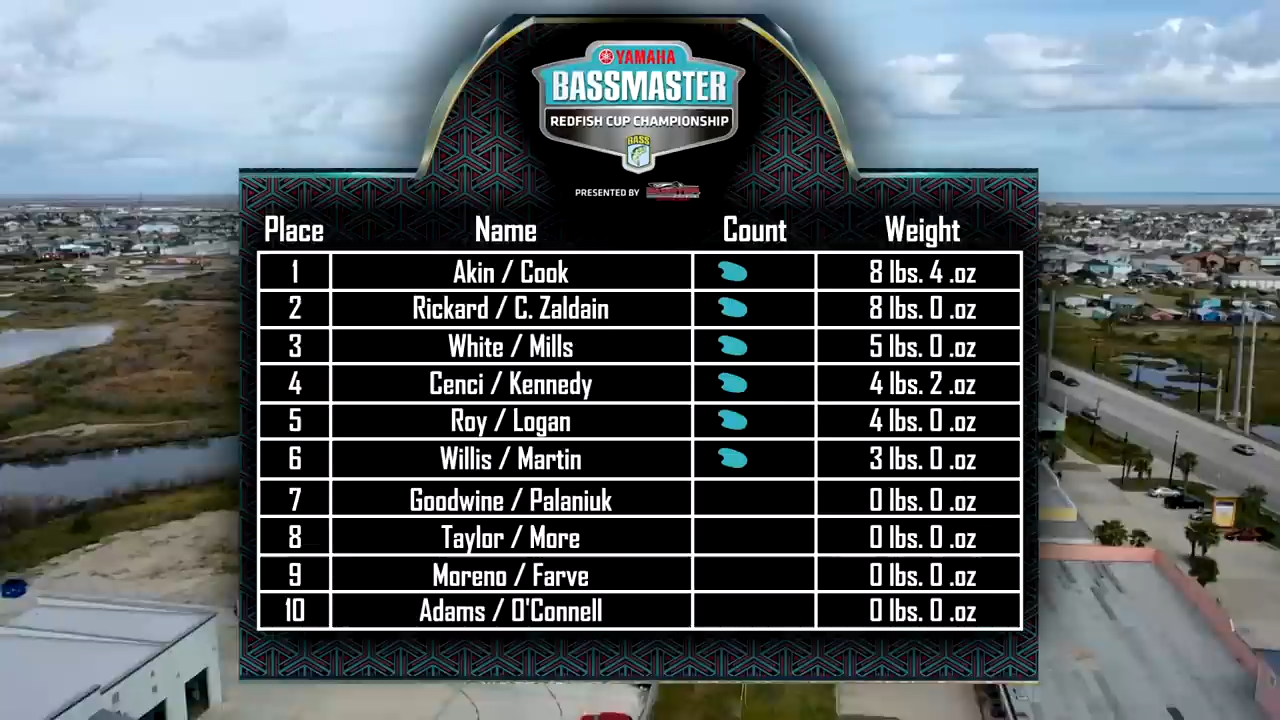 YAMAHA
BASSMASTER
REDFISH CUP CHAMPIONSHIP
BASS
PRESENTED BY
Place Name Count Weight
1 Akin / Cook 8 lbs. 4 .oz
2 Rickard / C. Zaldain 8 lbs. 0 .oz
3 White / Mills 5 lbs. 0 .oz
4 Cenci / Kennedy 4 lbs. 2 .oz
5 Roy / Logan 4 lbs. 0 .oz
6 Willis / Martin 3 lbs. 0 .oz
7 Goodwine / Palaniuk 0 lbs. 0 .oz
8 Taylor / More 0 lbs. 0 .oz
9 Moreno / Farve 0 lbs. 0 .oz
10 Adams / O'Connell 0 lbs. 0 .oz